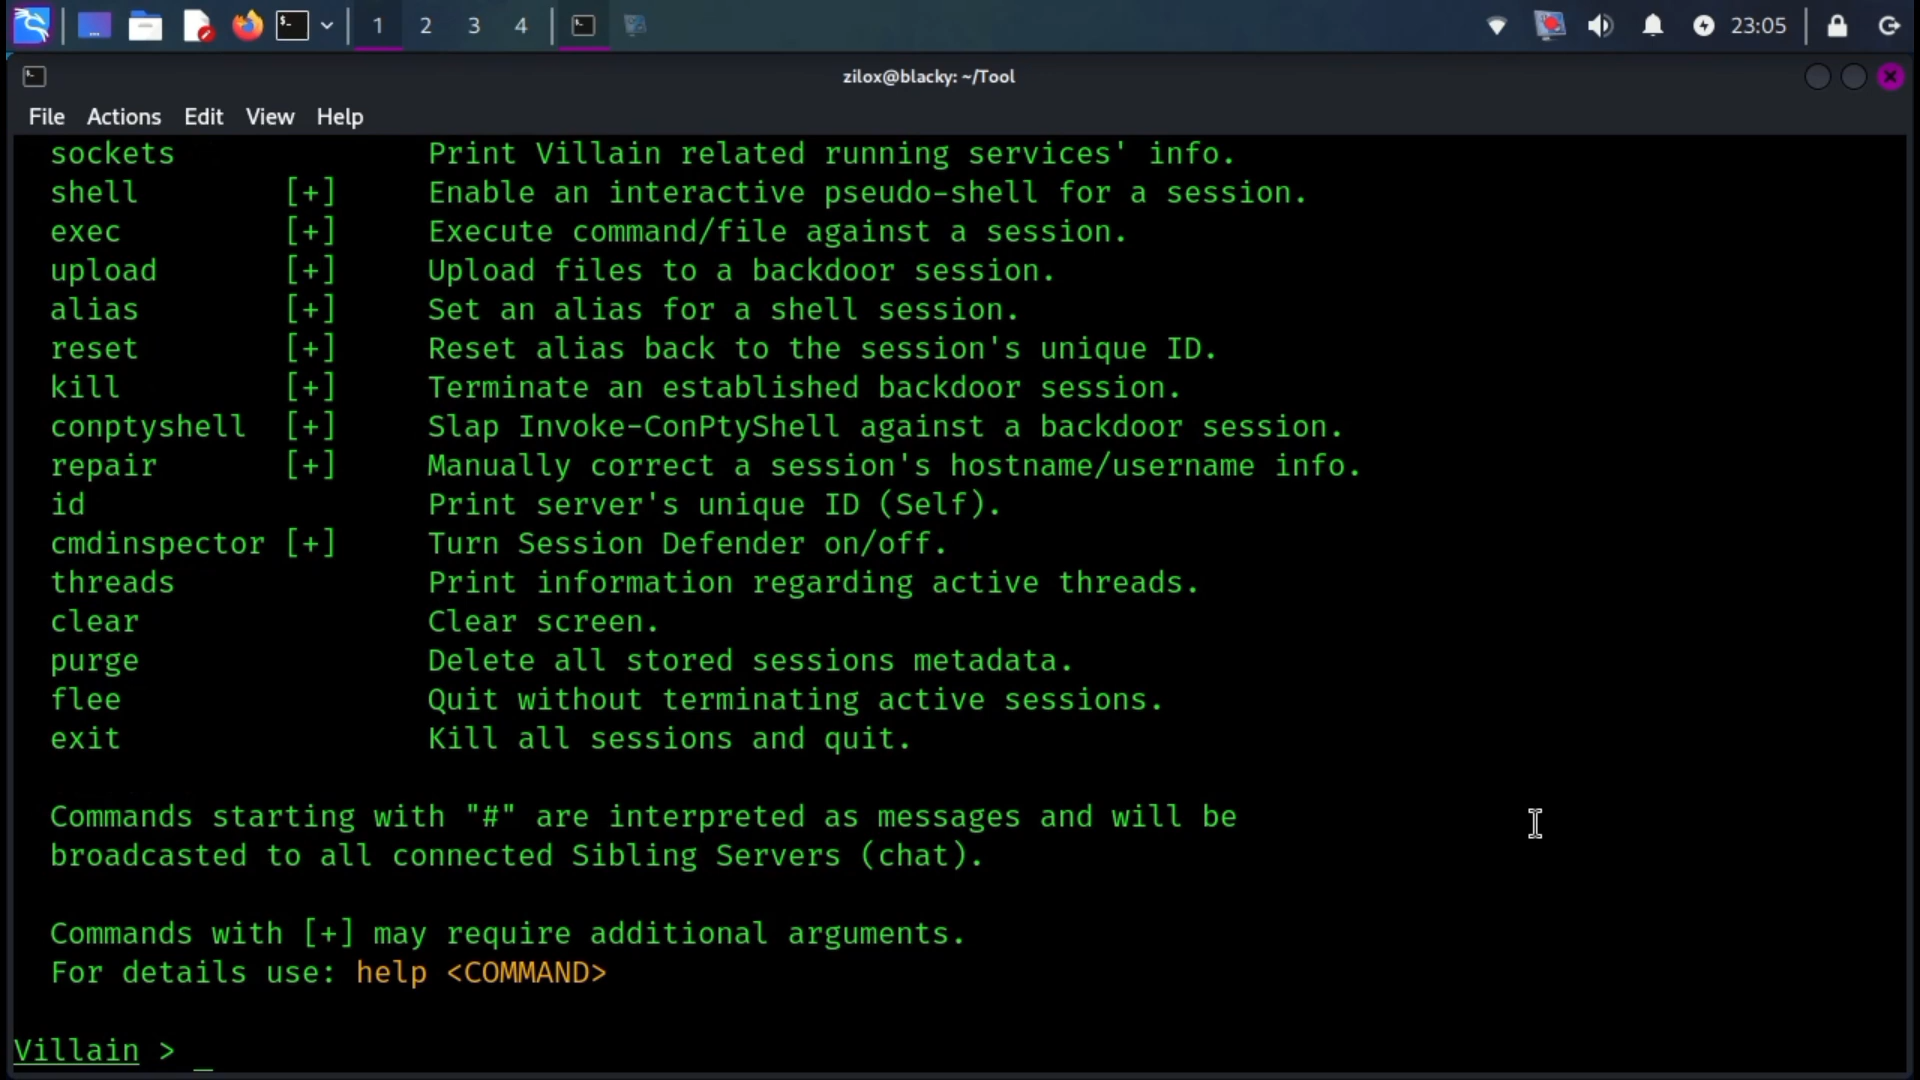 1 2 3 4 23:05
zilox@blacky: ~/Tool
File Actions Edit View Help
sockets Print Villain related running services' info.
shell [+] Enable an interactive pseudo-shell for a session.
exec [+] Execute command/file against a session.
upload [+] Upload files to a backdoor session.
alias [+] Set an alias for a shell session.
reset [+] Reset alias back to the session's unique ID.
kill [+] Terminate an established backdoor session.
conptyshell [+] Slap Invoke-ConPtyShell against a backdoor session.
repair [+] Manually correct a session's hostname/username info.
id Print server's unique ID (Self).
cmdinspector [+] Turn Session Defender on/off.
threads Print information regarding active threads.
clear Clear screen.
purge Delete all stored sessions metadata.
flee Quit without terminating active sessions.
exit Kill all sessions and quit.
Commands starting with "#" are interpreted as messages and will be
broadcasted to all connected Sibling Servers (chat).
Commands with [+] may require additional arguments.
For details use: help <COMMAND>
Villain > _